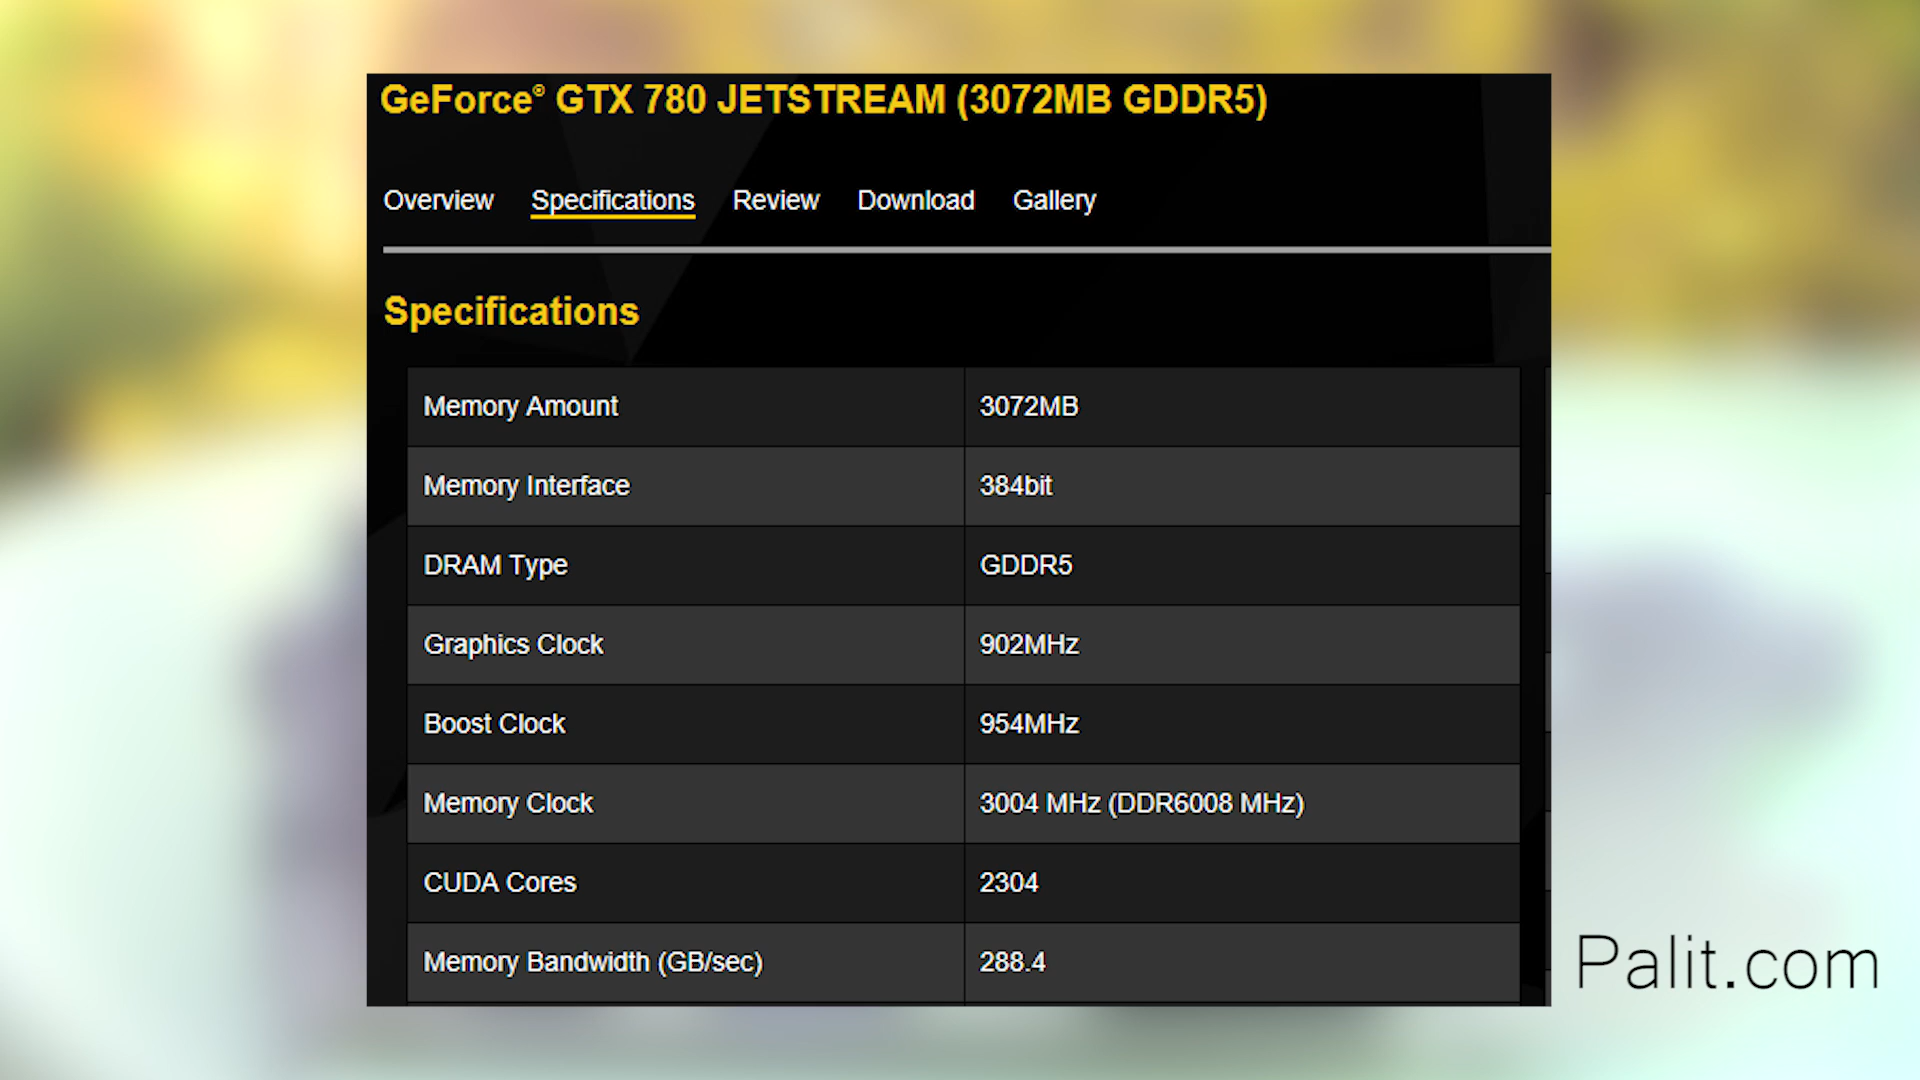 GeForce® GTX 780 JETSTREAM (3072MB GDDR5)
Overview Specifications Review Download Gallery
Specifications
Memory Amount 3072MB
Memory Interface 384bit
DRAM Type GDDR5
Graphics Clock 902MHz
Boost Clock 954MHz
Memory Clock 3004 MHz (DDR6008 MHz)
CUDA Cores 2304
Memory Bandwidth (GB/sec) 288.4
Palit.com